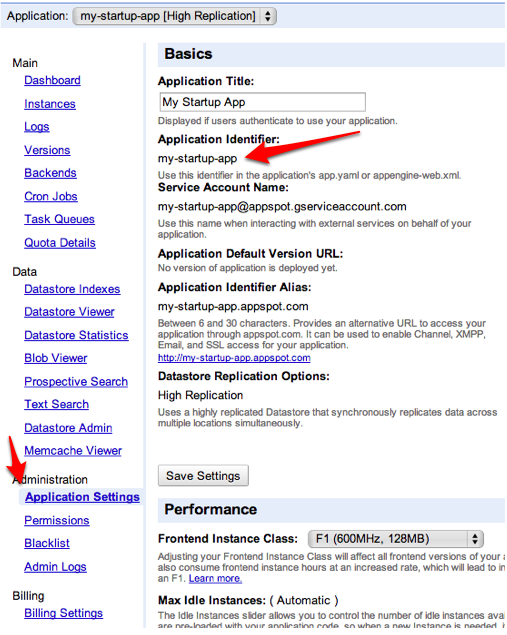 Application: my-startup-app [High Replication]
Main
Dashboard
Instances
Logs
Versions
Backends
Cron Jobs
Task Queues
Quota Details
Data
Datastore Indexes
Datastore Viewer
Datastore Statistics
Blob Viewer
Prospective Search
Text Search
Datastore Admin
Memcache Viewer
Administration
Application Settings
Permissions
Blacklist
Admin Logs
Billing
Billing Settings
Basics
Application Title:
My Startup App
Displayed if users authenticate to use your application.
Application Identifier:
my-startup-app
Use this identifier in the application's app.yaml or appengine-web.xml.
Service Account Name:
my-startup-app@appspot.gserviceaccount.com
Use this name when interacting with external services on behalf of your
application.
Application Default Version URL:
No version of application is deployed yet.
Application Identifier Alias:
my-startup-app.appspot.com
Between 6 and 30 characters. Provides an alternative URL to access your
application through appspot.com. It can be used to enable Channel, XMPP,
Email, and SSL access for your application.
http://my-startup-app.appspot.com
Datastore Replication Options:
High Replication
Uses a highly replicated Datastore that synchronously replicates data across
multiple locations simultaneously.
Save Settings
Performance
Frontend Instance Class: F1 (600MHz, 128MB)
Adjusting your Frontend Instance Class will affect all frontend versions of your
also consume frontend instance hours at an increased rate, which will lead to
an F1. Learn more.
Max Idle Instances: ( Automatic )
The Idle Instances slider allows you to control the number of idle instances
are pre-loaded with your application code, so when a new Instance is needed,